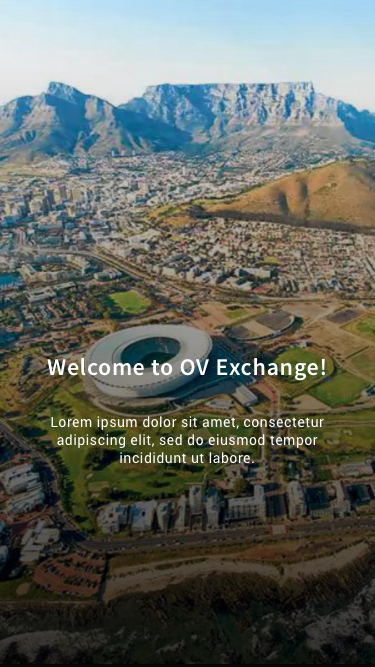 Welcome to OV Exchange!
Lorem ipsum dolor sit amet, consectetur
adipiscing elit, sed do eiusmod tempor
incididunt ut labore.